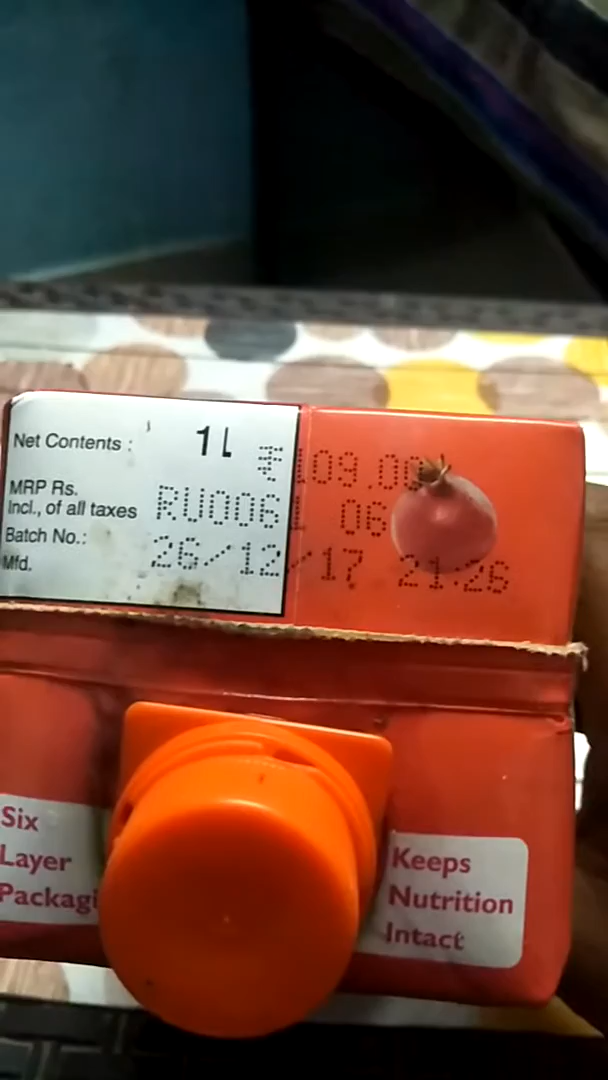 Net Contents : 1L
₹109.00
MRP Rs.
Incl., of all taxes
RU0061 06
Batch No.:
26/12/17 21:26
Mfd.
Six
Layer
Packagi
Keeps
Nutrition
Intact